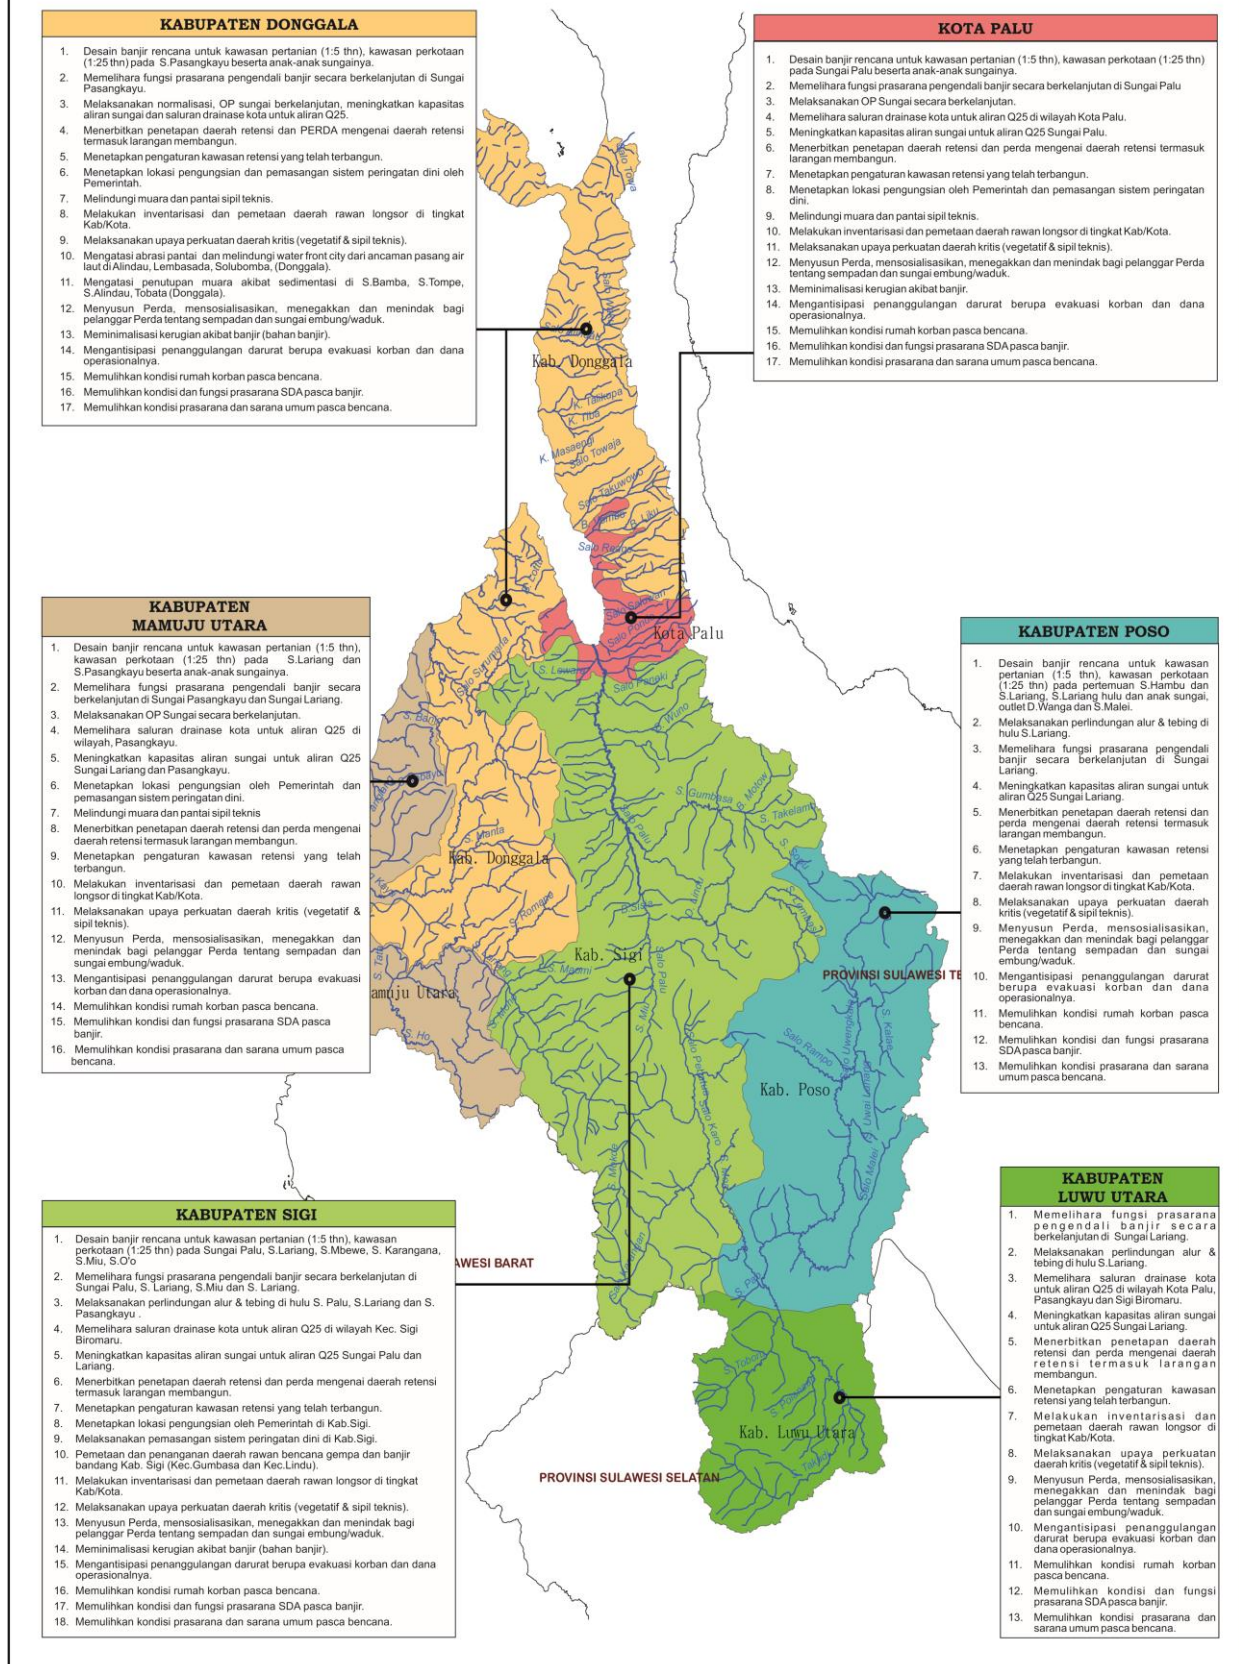 KABUPATEN DONGGALA
1. Desain banjir rencana untuk kawasan pertanian (1:5 thn), kawasan perkotaan
(1:25 thn) pada S.Pasangkayu beserta anak-anak sungainya.
2. Memelihara fungsi prasarana pengendali banjir secara berkelanjutan di Sungai
Pasangkayu.
3. Melaksanakan normalisasi, OP sungai berkelanjutan, meningkatkan kapasitas
aliran sungai dan saluran drainase kota untuk aliran Q25.
4. Menerbitkan penetapan daerah retensi dan PERDA mengenai daerah retensi
termasuk larangan membangun.
5. Menetapkan pengaturan kawasan retensi yang telah terbangun.
6. Menetapkan lokasi pengungsian dan pemasangan sistem peringatan dini oleh
Pemerintah.
7. Melindungi muara dan pantai sipil teknis.
8. Melakukan inventarisasi dan pemetaan daerah rawan longsor di tingkat
Kab/Kota.
9. Melaksanakan upaya perkuatan daerah kritis (vegetatif & sipil teknis).
10. Mengatasi abrasi pantai dan melindungi water front city dari ancaman pasang air
laut di Alindau, Lembasada, Solubomba, (Donggala).
11. Mengatasi penutupan muara akibat sedimentasi di S.Bamba, S.Tompe,
S.Alindau, Tobata (Donggala).
12. Menyusun Perda, mensosialisasikan, menegakkan dan menindak bagi
pelanggar Perda tentang sempadan dan sungai embung/waduk.
13. Meminimalisasi kerugian akibat banjir (bahan banjir).
14. Mengantisipasi penanggulangan darurat berupa evakuasi korban dan dana
operasionalnya.
15. Memulihkan kondisi rumah korban pasca bencana.
16. Memulihkan kondisi dan fungsi prasarana SDA pasca banjir.
17. Memulihkan kondisi prasarana dan sarana umum pasca bencana.
KOTA PALU
1. Desain banjir rencana untuk kawasan pertanian (1:5 thn), kawasan perkotaan (1:25 thn)
pada Sungai Palu beserta anak-anak sungainya.
2. Memelihara fungsi prasarana pengendali banjir secara berkelanjutan di Sungai Palu
3. Melaksanakan OP Sungai secara berkelanjutan.
4. Memelihara saluran drainase kota untuk aliran Q25 di wilayah Kota Palu.
5. Meningkatkan kapasitas aliran sungai untuk aliran Q25 Sungai Palu.
6. Menerbitkan penetapan daerah retensi dan perda mengenai daerah retensi termasuk
larangan membangun.
7. Menetapkan pengaturan kawasan retensi yang telah terbangun.
8. Menetapkan lokasi pengungsian oleh Pemerintah dan pemasangan sistem peringatan
dini.
9. Melindungi muara dan pantai sipil teknis.
10. Melakukan inventarisasi dan pemetaan daerah rawan longsor di tingkat Kab/Kota.
11. Melaksanakan upaya perkuatan daerah kritis (vegetatif & sipil teknis).
12. Menyusun Perda, mensosialisasikan, menegakkan dan menindak bagi pelanggar Perda
tentang sempadan dan sungai embung/waduk.
13. Meminimalisasi kerugian akibat banjir.
14. Mengantisipasi penanggulangan darurat berupa evakuasi korban dan dana
operasionalnya.
15. Memulihkan kondisi rumah korban pasca bencana.
16. Memulihkan kondisi dan fungsi prasarana SDA pasca banjir.
17. Memulihkan kondisi prasarana dan sarana umum pasca bencana.
Salo Towa
Kab. Donggala
K. Talikopa
K. Tiba
K. Masaengi
Salo Towaja
Salo Takuwowo
B. Liku
Kota Palu
Salo Surumana
Salo Paneki
S. Wuno
S. Gumbasa
B. Motow
S. Takelamo
Salo Palu
S. Manta
Kab. Donggala
S. Romage
Kab. Sigi
S. Maomi
Salo Palu
S. Miu
amuju Utara
S. Ho
PROVINSI SULAWESI TE
S. Kalae
Salo Uwengkaila
Salo Rampo
Kab. Poso
Salo Karo
Salo Malei
KABUPATEN
MAMUJU UTARA
1. Desain banjir rencana untuk kawasan pertanian (1:5 thn),
kawasan perkotaan (1:25 thn) pada S.Lariang dan
S.Pasangkayu beserta anak-anak sungainya.
2. Memelihara fungsi prasarana pengendali banjir secara
berkelanjutan di Sungai Pasangkayu dan Sungai Lariang.
3. Melaksanakan OP Sungai secara berkelanjutan.
4. Memelihara saluran drainase kota untuk aliran Q25 di
wilayah, Pasangkayu.
5. Meningkatkan kapasitas aliran sungai untuk aliran Q25
Sungai Lariang dan Pasangkayu.
6. Menetapkan lokasi pengungsian oleh Pemerintah dan
pemasangan sistem peringatan dini.
7. Melindungi muara dan pantai sipil teknis
8. Menerbitkan penetapan daerah retensi dan perda mengenai
daerah retensi termasuk larangan membangun.
9. Menetapkan pengaturan kawasan retensi yang telah
terbangun.
10. Melakukan inventarisasi dan pemetaan daerah rawan
longsor di tingkat Kab/Kota.
11. Melaksanakan upaya perkuatan daerah kritis (vegetatif &
sipil teknis).
12. Menyusun Perda, mensosialisasikan, menegakkan dan
menindak bagi pelanggar Perda tentang sempadan dan
sungai embung/waduk.
13. Mengantisipasi penanggulangan darurat berupa evakuasi
korban dan dana operasionalnya.
14. Memulihkan kondisi rumah korban pasca bencana.
15. Memulihkan kondisi dan fungsi prasarana SDA pasca
banjir.
16. Memulihkan kondisi prasarana dan sarana umum pasca
bencana.
KABUPATEN POSO
1. Desain banjir rencana untuk kawasan
pertanian (1:5 thn), kawasan perkotaan
(1:25 thn) pada pertemuan S.Hambu dan
S.Lariang, S.Lariang hulu dan anak sungai,
outlet D.Wanga dan S.Malei.
2. Melaksanakan perlindungan alur & tebing di
hulu S.Lariang.
3. Memelihara fungsi prasarana pengendali
banjir secara berkelanjutan di Sungai
Lariang.
4. Meningkatkan kapasitas aliran sungai untuk
aliran Q25 Sungai Lariang.
5. Menerbitkan penetapan daerah retensi dan
perda mengenai daerah retensi termasuk
larangan membangun.
6. Menetapkan pengaturan kawasan retensi
yang telah terbangun.
7. Melakukan inventarisasi dan pemetaan
daerah rawan longsor di tingkat Kab/Kota.
8. Melaksanakan upaya perkuatan daerah
kritis (vegetatif & sipil teknis).
9. Menyusun Perda, mensosialisasikan,
menegakkan dan menindak bagi pelanggar
Perda tentang sempadan dan sungai
embung/waduk.
10. Mengantisipasi penanggulangan darurat
berupa evakuasi korban dan dana
operasionalnya.
11. Memulihkan kondisi rumah korban pasca
bencana.
12. Memulihkan kondisi dan fungsi prasarana
SDA pasca banjir.
13. Memulihkan kondisi prasarana dan sarana
umum pasca bencana.
KABUPATEN SIGI
1. Desain banjir rencana untuk kawasan pertanian (1:5 thn), kawasan
perkotaan (1:25 thn) pada Sungai Palu, S.Lariang, S.Mbewe, S. Karangana,
S.Miu, S.O'o
2. Memelihara fungsi prasarana pengendali banjir secara berkelanjutan di
Sungai Palu, S. Lariang, S.Miu dan S. Lariang.
3. Melaksanakan perlindungan alur & tebing di hulu S. Palu, S.Lariang dan S.
Pasangkayu .
4. Memelihara saluran drainase kota untuk aliran Q25 di wilayah Kec. Sigi
Biromaru.
5. Meningkatkan kapasitas aliran sungai untuk aliran Q25 Sungai Palu dan
Lariang.
6. Menerbitkan penetapan daerah retensi dan perda mengenai daerah retensi
termasuk larangan membangun.
7. Menetapkan pengaturan kawasan retensi yang telah terbangun.
8. Menetapkan lokasi pengungsian oleh Pemerintah di Kab.Sigi.
9. Melaksanakan pemasangan sistem peringatan dini di Kab.Sigi.
10. Pemetaan dan penanganan daerah rawan bencana gempa dan banjir
bandang Kab. Sigi (Kec.Gumbasa dan Kec.Lindu).
11. Melakukan inventarisasi dan pemetaan daerah rawan longsor di tingkat
Kab/Kota.
12. Melaksanakan upaya perkuatan daerah kritis (vegetatif & sipil teknis).
13. Menyusun Perda, mensosialisasikan, menegakkan dan menindak bagi
pelanggar Perda tentang sempadan dan sungai embung/waduk.
14. Meminimalisasi kerugian akibat banjir (bahan banjir).
15. Mengantisipasi penanggulangan darurat berupa evakuasi korban dan dana
operasionalnya.
16. Memulihkan kondisi rumah korban pasca bencana.
17. Memulihkan kondisi dan fungsi prasarana SDA pasca banjir.
18. Memulihkan kondisi prasarana dan sarana umum pasca bencana.
AWESI BARAT
S. Toboru
Kab. Luwu Utara
PROVINSI SULAWESI SELATAN
KABUPATEN
LUWU UTARA
1. Memelihara fungsi prasarana
pengendali banjir secara
berkelanjutan di Sungai Lariang.
2. Melaksanakan perlindungan alur &
tebing di hulu S.Lariang.
3. Memelihara saluran drainase kota
untuk aliran Q25 di wilayah Kota Palu,
Pasangkayu dan Sigi Biromaru.
4. Meningkatkan kapasitas aliran sungai
untuk aliran Q25 Sungai Lariang.
5. Menerbitkan penetapan daerah
retensi dan perda mengenai daerah
retensi termasuk larangan
membangun.
6. Menetapkan pengaturan kawasan
retensi yang telah terbangun.
7. Melakukan inventarisasi dan
pemetaan daerah rawan longsor di
tingkat Kab/Kota.
8. Melaksanakan upaya perkuatan
daerah kritis (vegetatif & sipil teknis).
9. Menyusun Perda, mensosialisasikan,
menegakkan dan menindak bagi
pelanggar Perda tentang sempadan
dan sungai embung/waduk.
10. Mengantisipasi penanggulangan
darurat berupa evakuasi korban dan
dana operasionalnya.
11. Memulihkan kondisi rumah korban
pasca bencana.
12. Memulihkan kondisi dan fungsi
prasarana SDA pasca banjir.
13. Memulihkan kondisi prasarana dan
sarana umum pasca bencana.